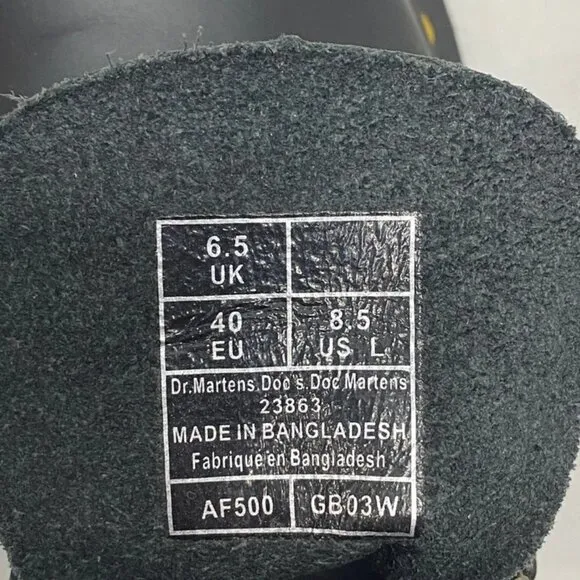 6.5
UK
40
EU
8.5
US L
Dr.Martens.Doc's.Doc Martens
23863
MADE IN BANGLADESH
Fabrique en Bangladesh
AF500 GB03W